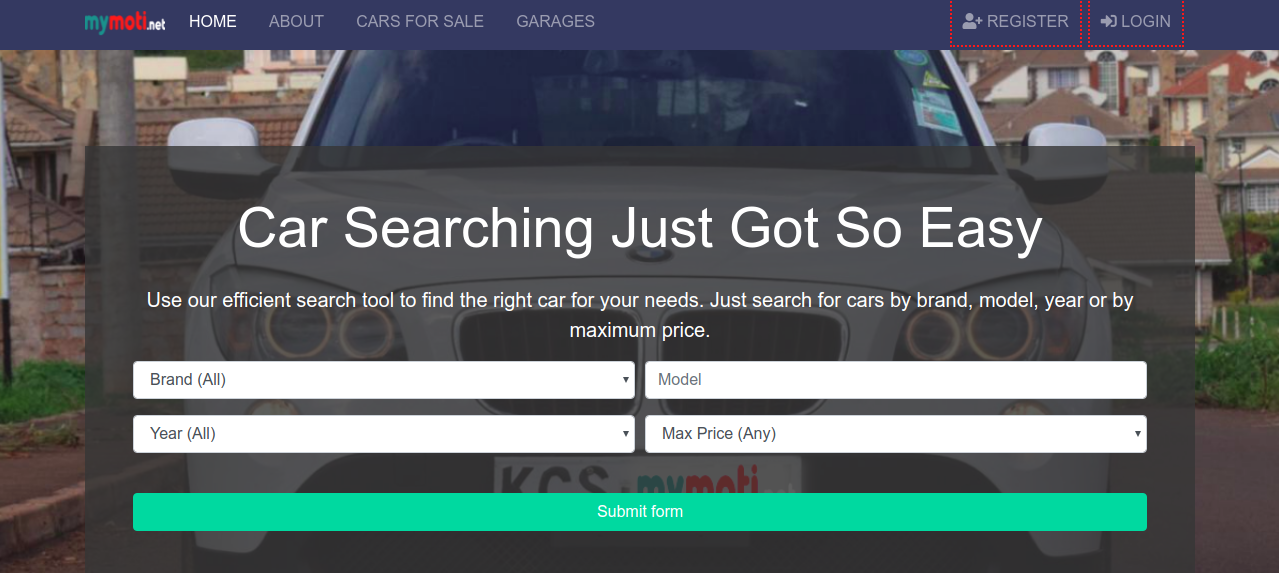 mymoti.net HOME ABOUT CARS FOR SALE GARAGES REGISTER LOGIN
Car Searching Just Got So Easy
Use our efficient search tool to find the right car for your needs. Just search for cars by brand, model, year or by
maximum price.
Brand (All) Model
Year (All) Max Price (Any)
KCS mymoti.net
Submit form